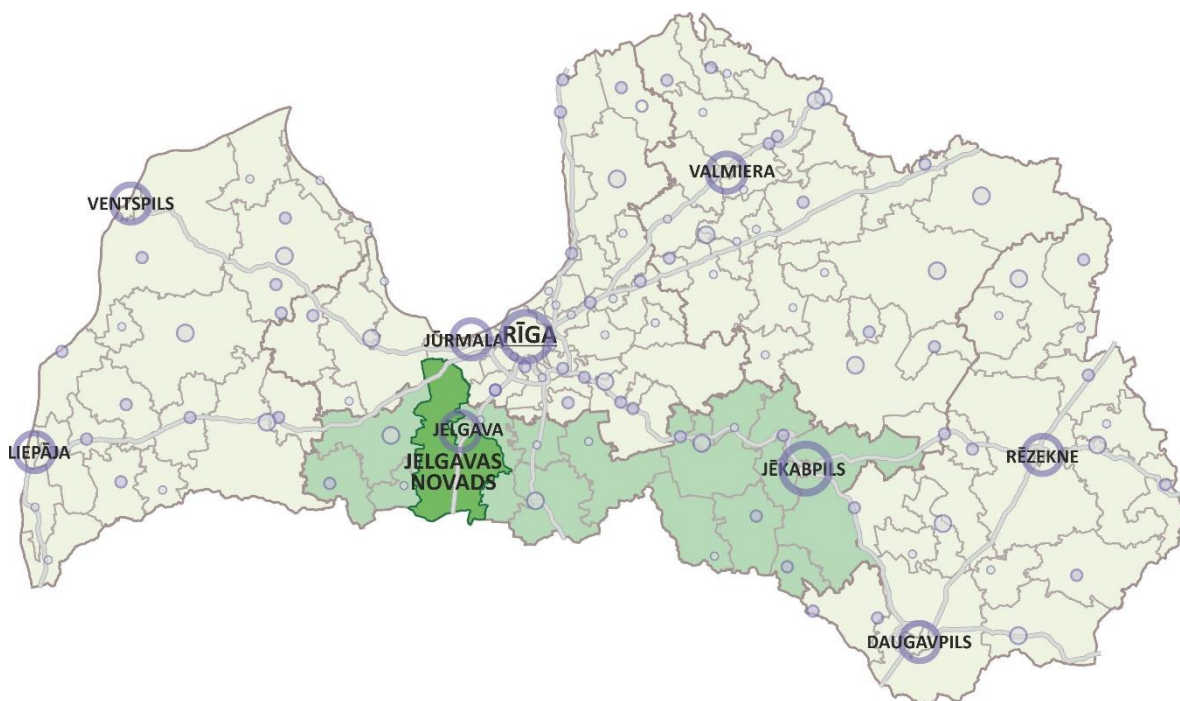 VALMIERA
VENTSPILS
RĪGA
JŪRMALA
JELGAVA
JELGAVAS
NOVADS
LIEPĀJA
JĒKABPILS
RĒZEKNE
DAUGAVPILS